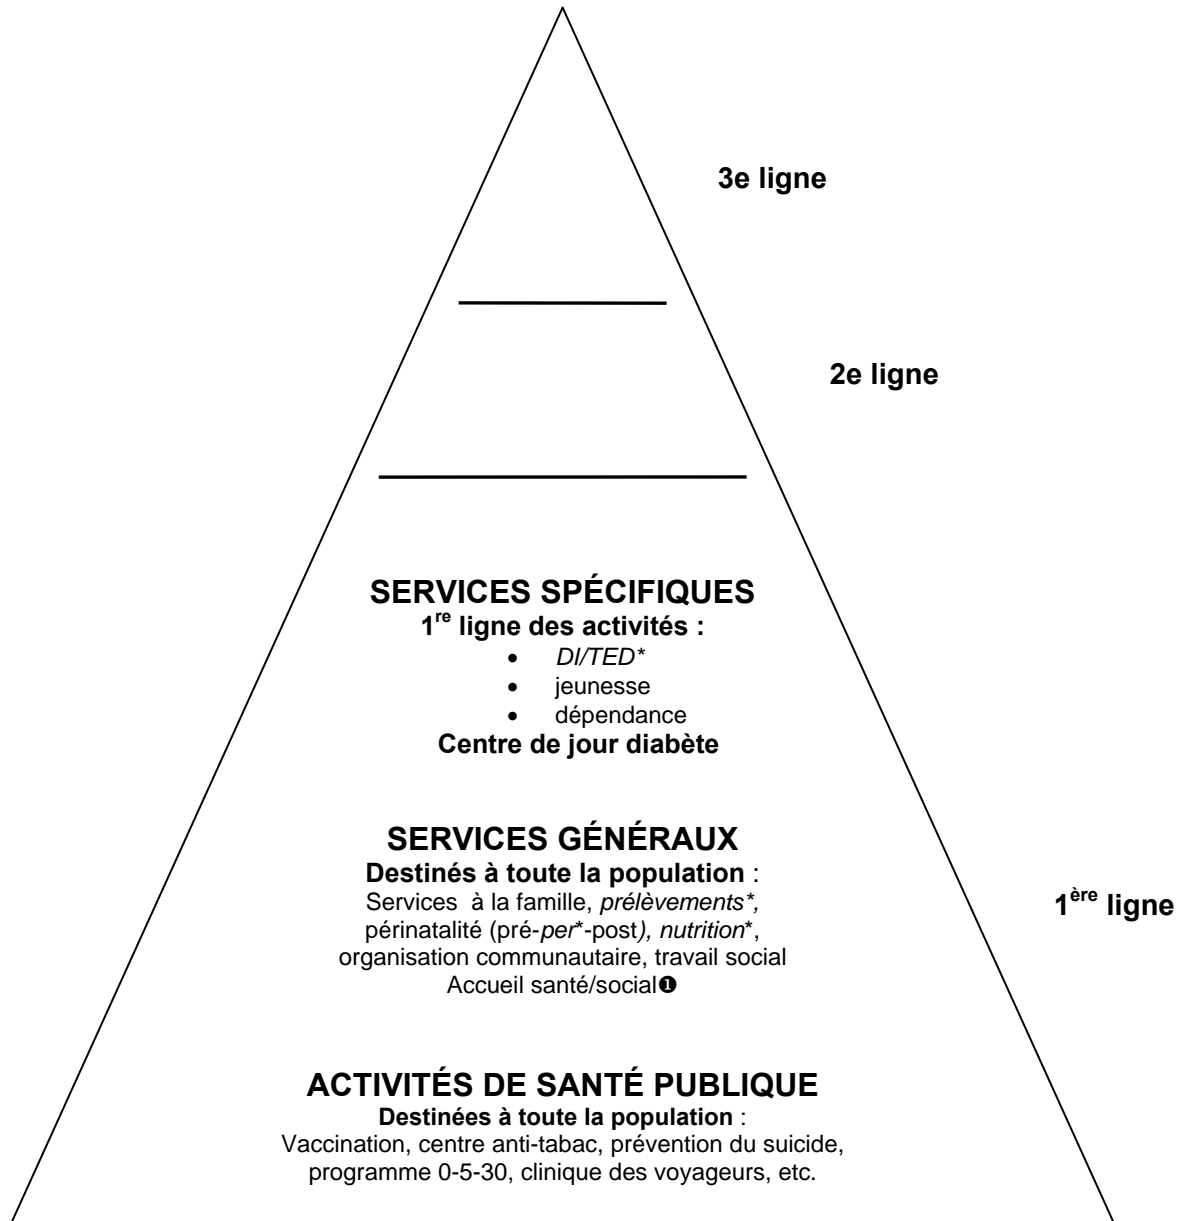 3e ligne
2e ligne
SERVICES SPÉCIFIQUES
1re ligne des activités :
• DI/TED*
• jeunesse
• dépendance
Centre de jour diabète
SERVICES GÉNÉRAUX
Destinés à toute la population :
Services à la famille, prélèvements*,
périnatalité (pré-per*-post), nutrition*,
organisation communautaire, travail social
Accueil santé/social❶
1ère ligne
ACTIVITÉS DE SANTÉ PUBLIQUE
Destinées à toute la population :
Vaccination, centre anti-tabac, prévention du suicide,
programme 0-5-30, clinique des voyageurs, etc.